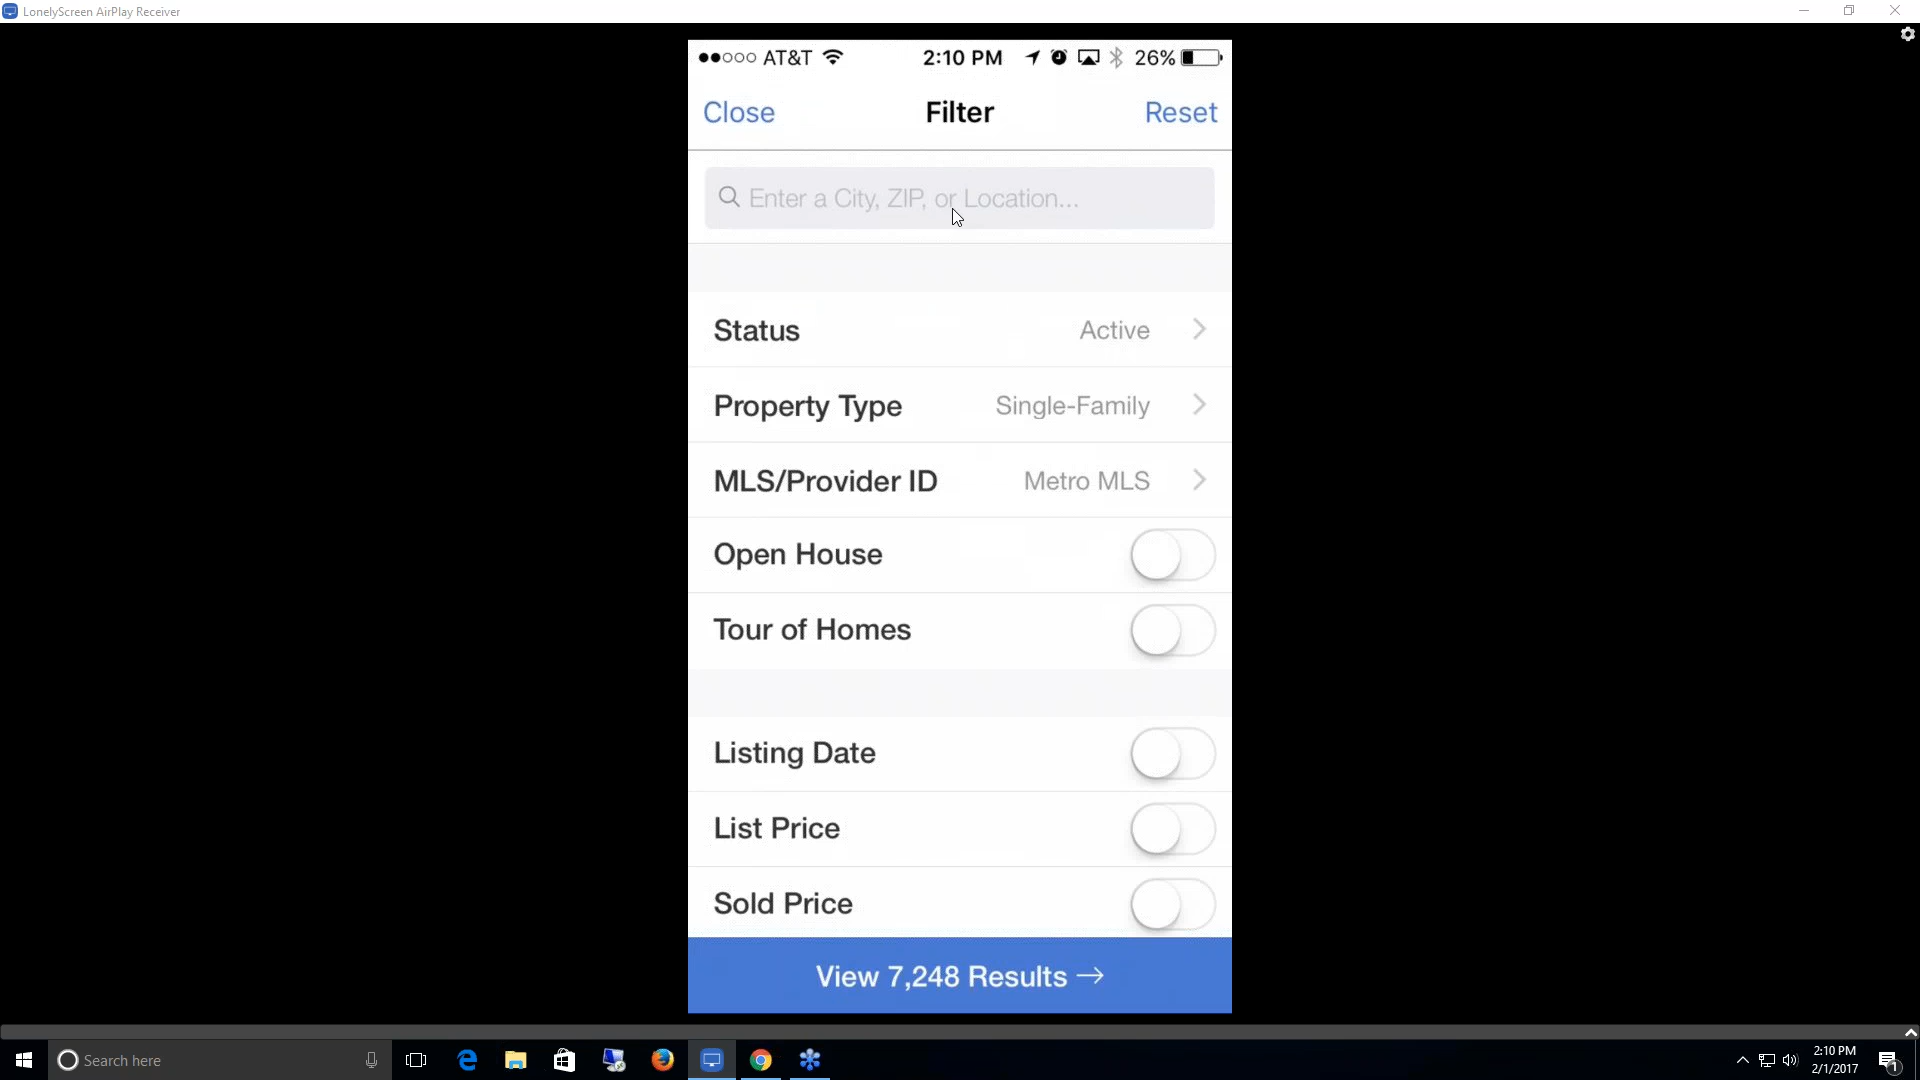 LonelyScreen AirPlay Receiver
AT&T 2:10 PM 26%
Close Filter Reset
Enter a City, ZIP, or Location...
Status Active
Property Type Single-Family
MLS/Provider ID Metro MLS
Open House
Tour of Homes
Listing Date
List Price
Sold Price
View 7,248 Results →
Search here
2:10 PM
2/1/2017
1